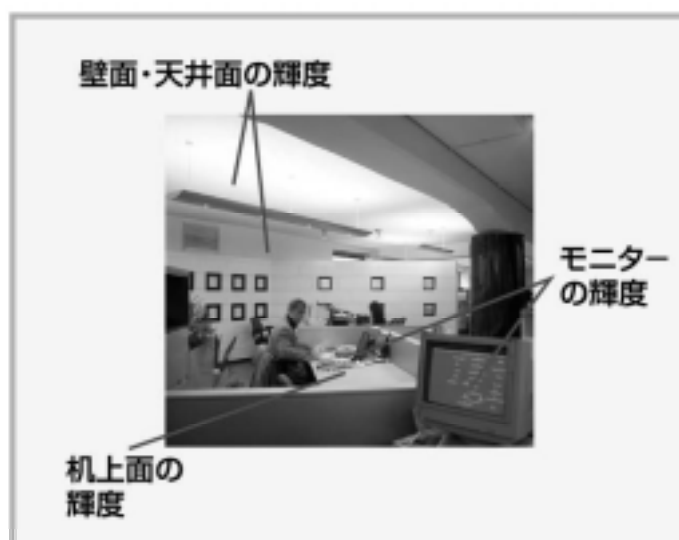 壁面・天井面の輝度
モニター
の輝度
机上面の
輝度